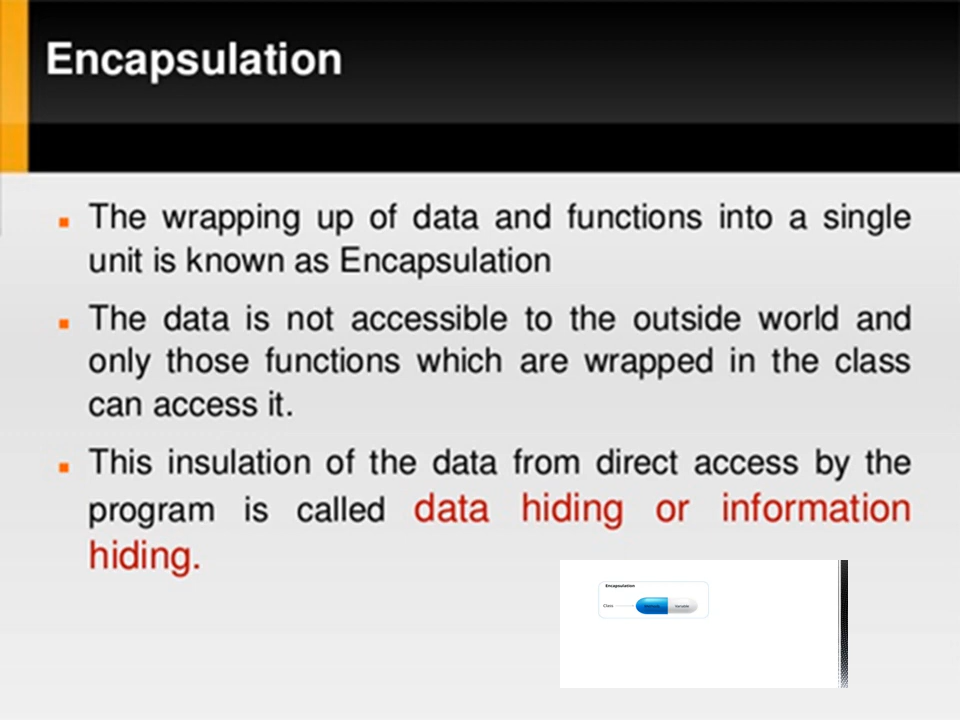 Encapsulation
The wrapping up of data and functions into a single
unit is known as Encapsulation
The data is not accessible to the outside world and
only those functions which are wrapped in the class
can access it.
This insulation of the data from direct access by the
program is called data hiding or information
hiding.
Encapsulation
Class
Variable